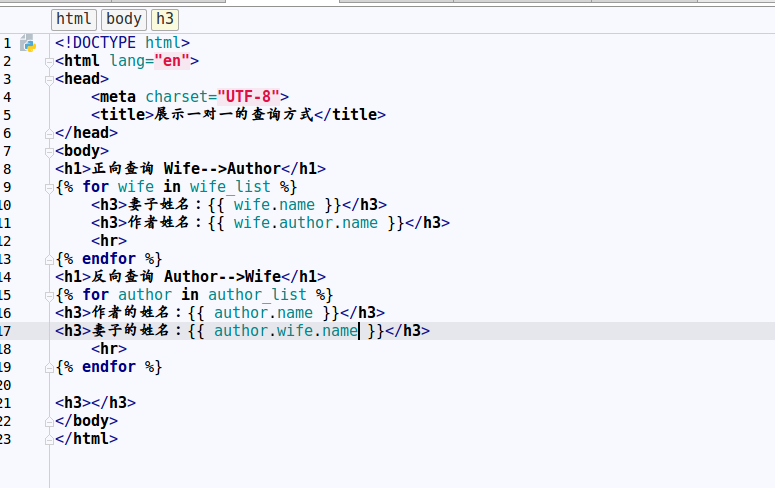 html body h3
1 <!DOCTYPE html>
2 <html lang="en">
3 <head>
4 <meta charset="UTF-8">
5 <title>展示一对一的查询方式</title>
6 </head>
7 <body>
8 <h1>正向查询 Wife-->Author</h1>
9 {% for wife in wife_list %}
10 <h3>妻子姓名：{{ wife.name }}</h3>
11 <h3>作者姓名：{{ wife.author.name }}</h3>
12 <hr>
13 {% endfor %}
14 <h1>反向查询 Author-->Wife</h1>
15 {% for author in author_list %}
16 <h3>作者的姓名：{{ author.name }}</h3>
17 <h3>妻子的姓名：{{ author.wife.name }}</h3>
18 <hr>
19 {% endfor %}
20
21 <h3></h3>
22 </body>
23 </html>